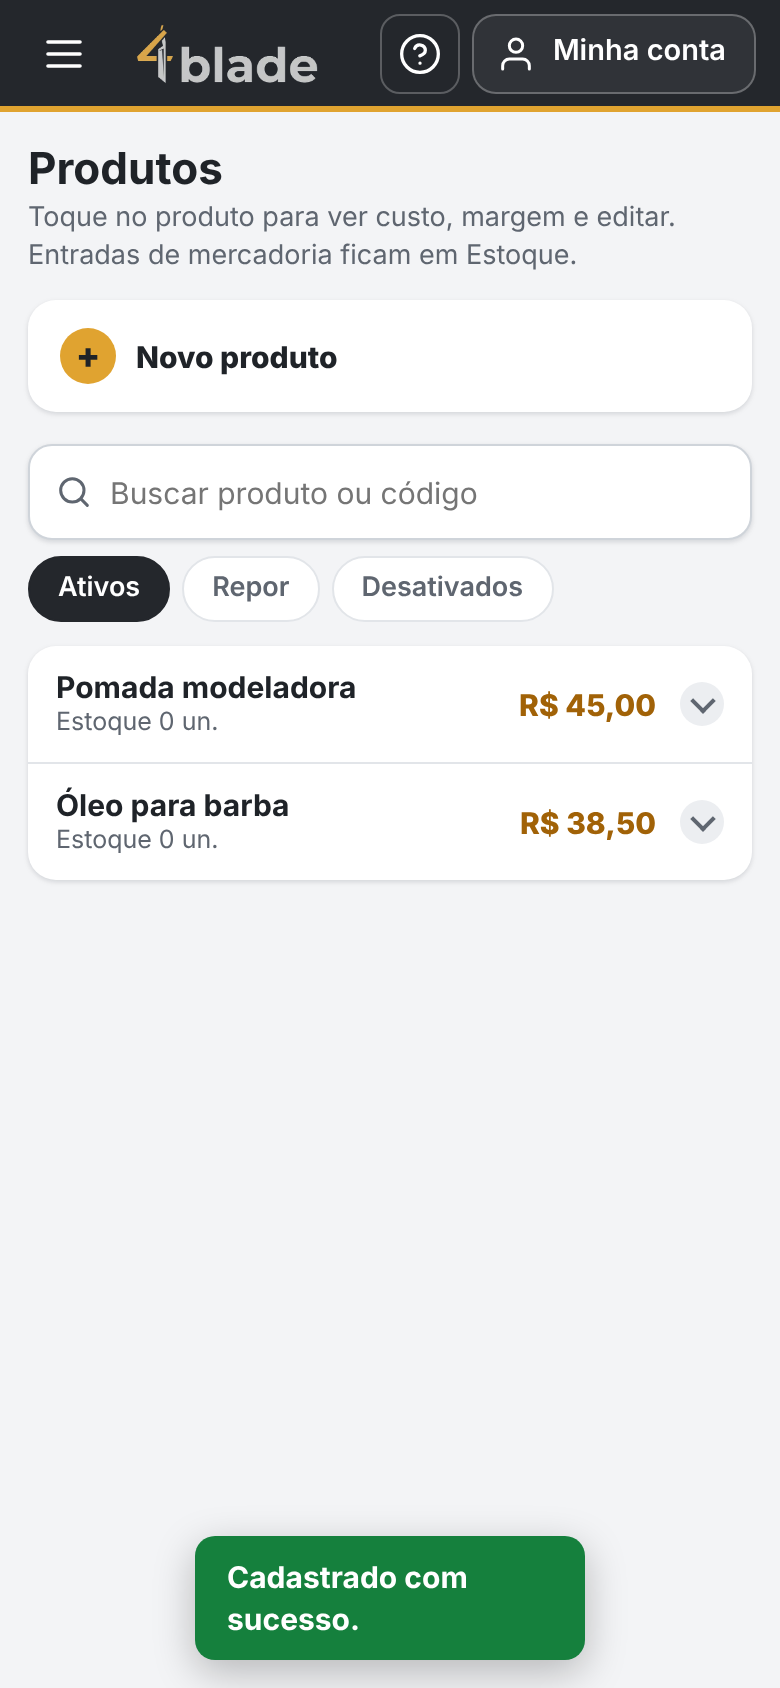 4blade
Minha conta
Produtos
Toque no produto para ver custo, margem e editar.
Entradas de mercadoria ficam em Estoque.
+ Novo produto
Buscar produto ou código
Ativos Repor Desativados
Pomada modeladora
Estoque 0 un.
R$ 45,00
Óleo para barba
Estoque 0 un.
R$ 38,50
Cadastrado com
sucesso.